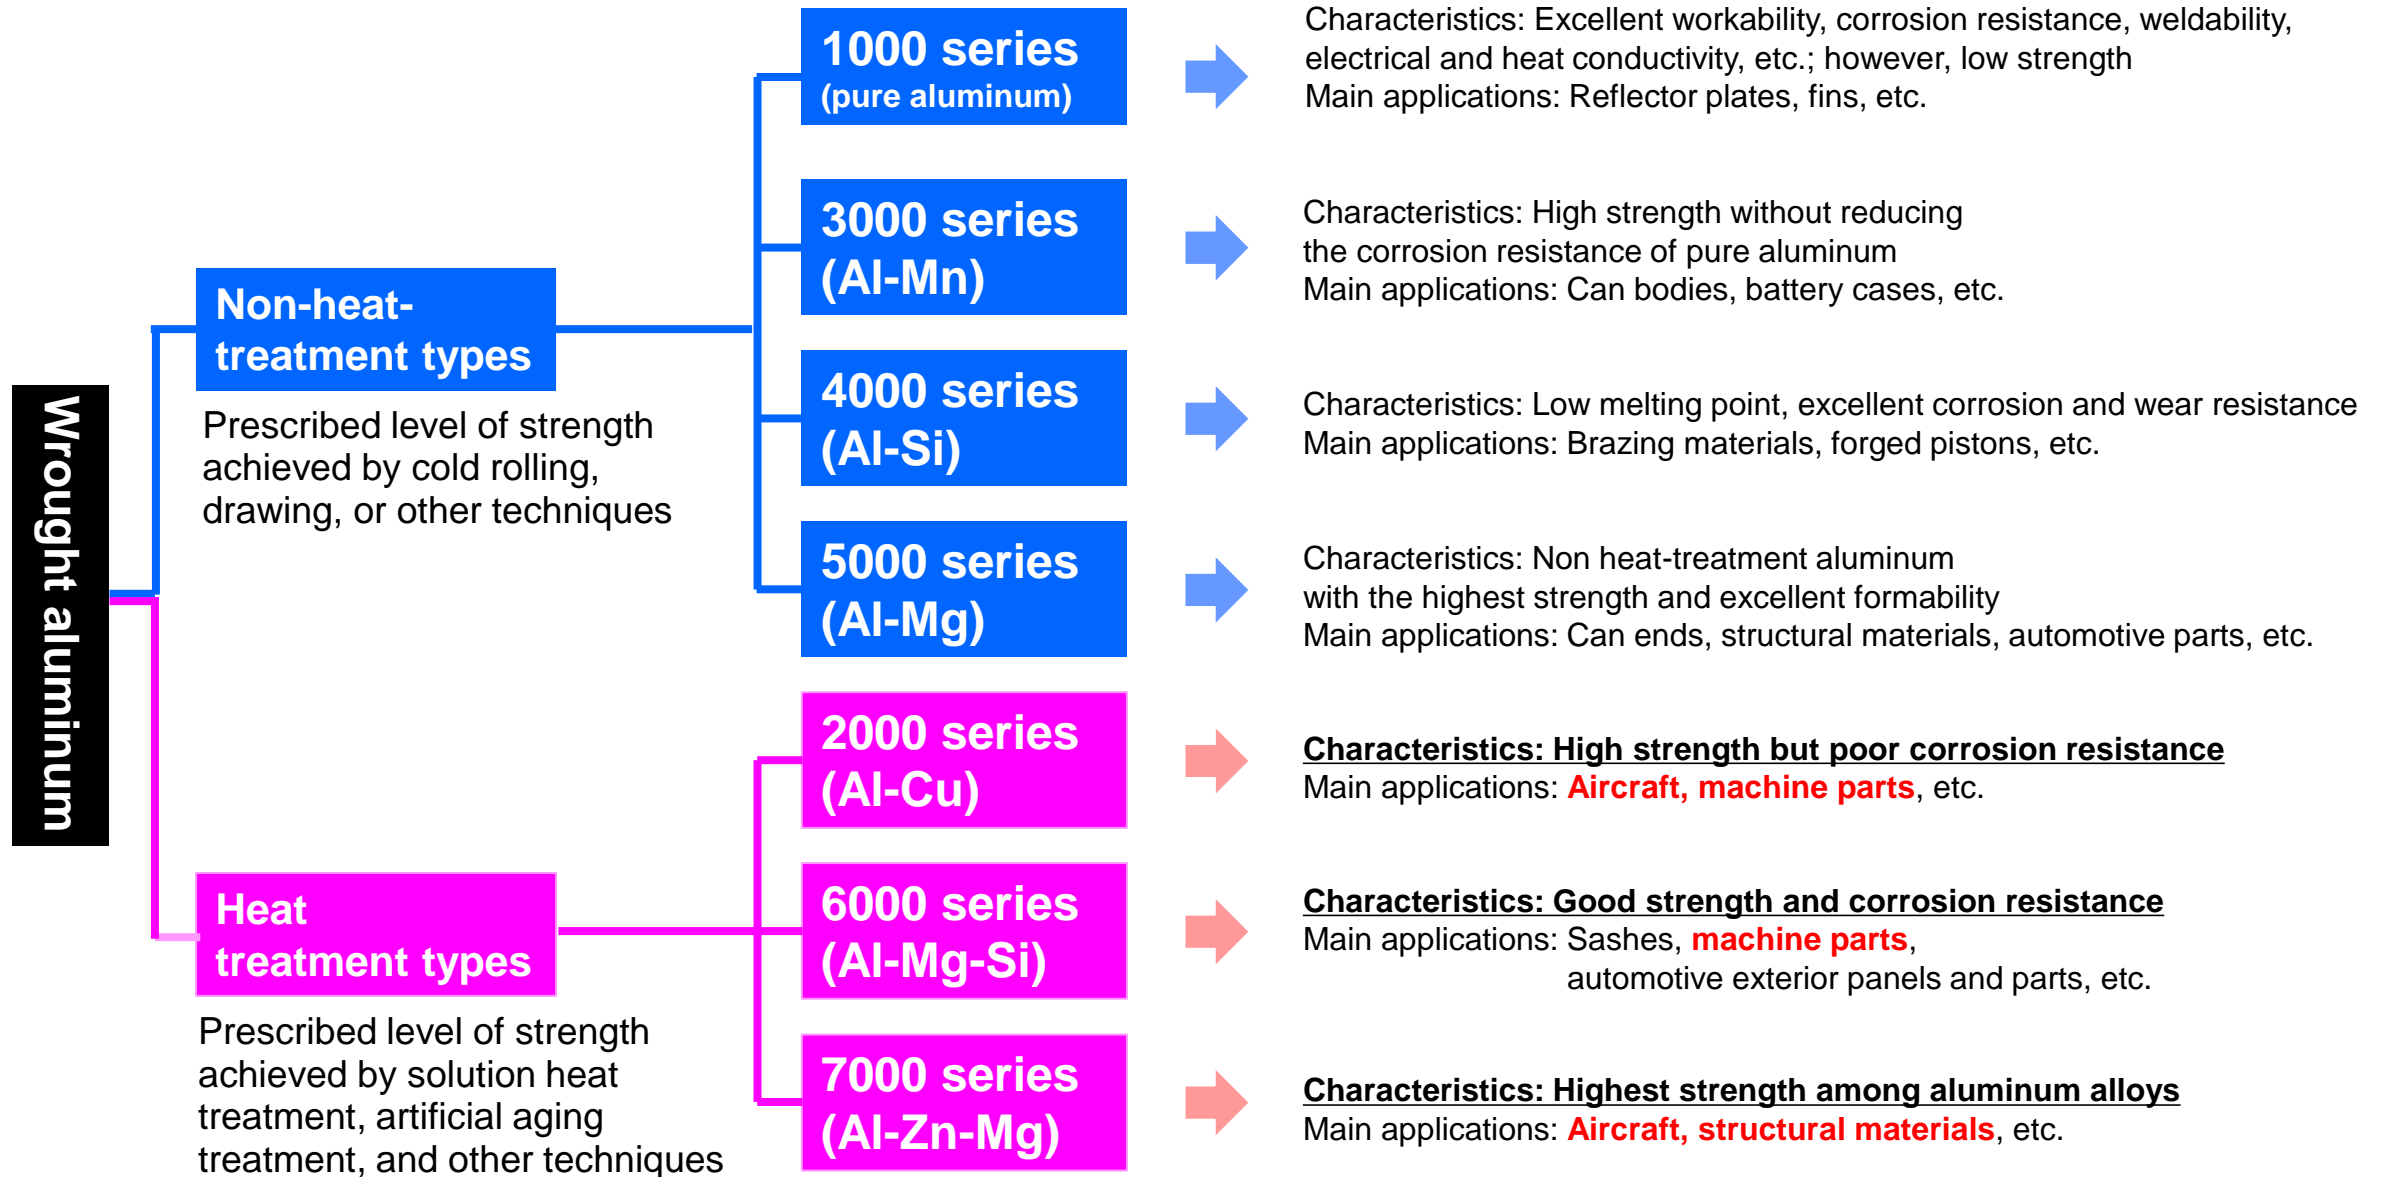 Wrought aluminum
Non-heat-
treatment types
Prescribed level of strength
achieved by cold rolling,
drawing, or other techniques
1000 series
(pure aluminum)
Characteristics: Excellent workability, corrosion resistance, weldability,
electrical and heat conductivity, etc.; however, low strength
Main applications: Reflector plates, fins, etc.
3000 series
(Al-Mn)
Characteristics: High strength without reducing
the corrosion resistance of pure aluminum
Main applications: Can bodies, battery cases, etc.
4000 series
(Al-Si)
Characteristics: Low melting point, excellent corrosion and wear resistance
Main applications: Brazing materials, forged pistons, etc.
5000 series
(Al-Mg)
Characteristics: Non heat-treatment aluminum
with the highest strength and excellent formability
Main applications: Can ends, structural materials, automotive parts, etc.
Heat
treatment types
Prescribed level of strength
achieved by solution heat
treatment, artificial aging
treatment, and other techniques
2000 series
(Al-Cu)
Characteristics: High strength but poor corrosion resistance
Main applications: Aircraft, machine parts, etc.
6000 series
(Al-Mg-Si)
Characteristics: Good strength and corrosion resistance
Main applications: Sashes, machine parts,
automotive exterior panels and parts, etc.
7000 series
(Al-Zn-Mg)
Characteristics: Highest strength among aluminum alloys
Main applications: Aircraft, structural materials, etc.